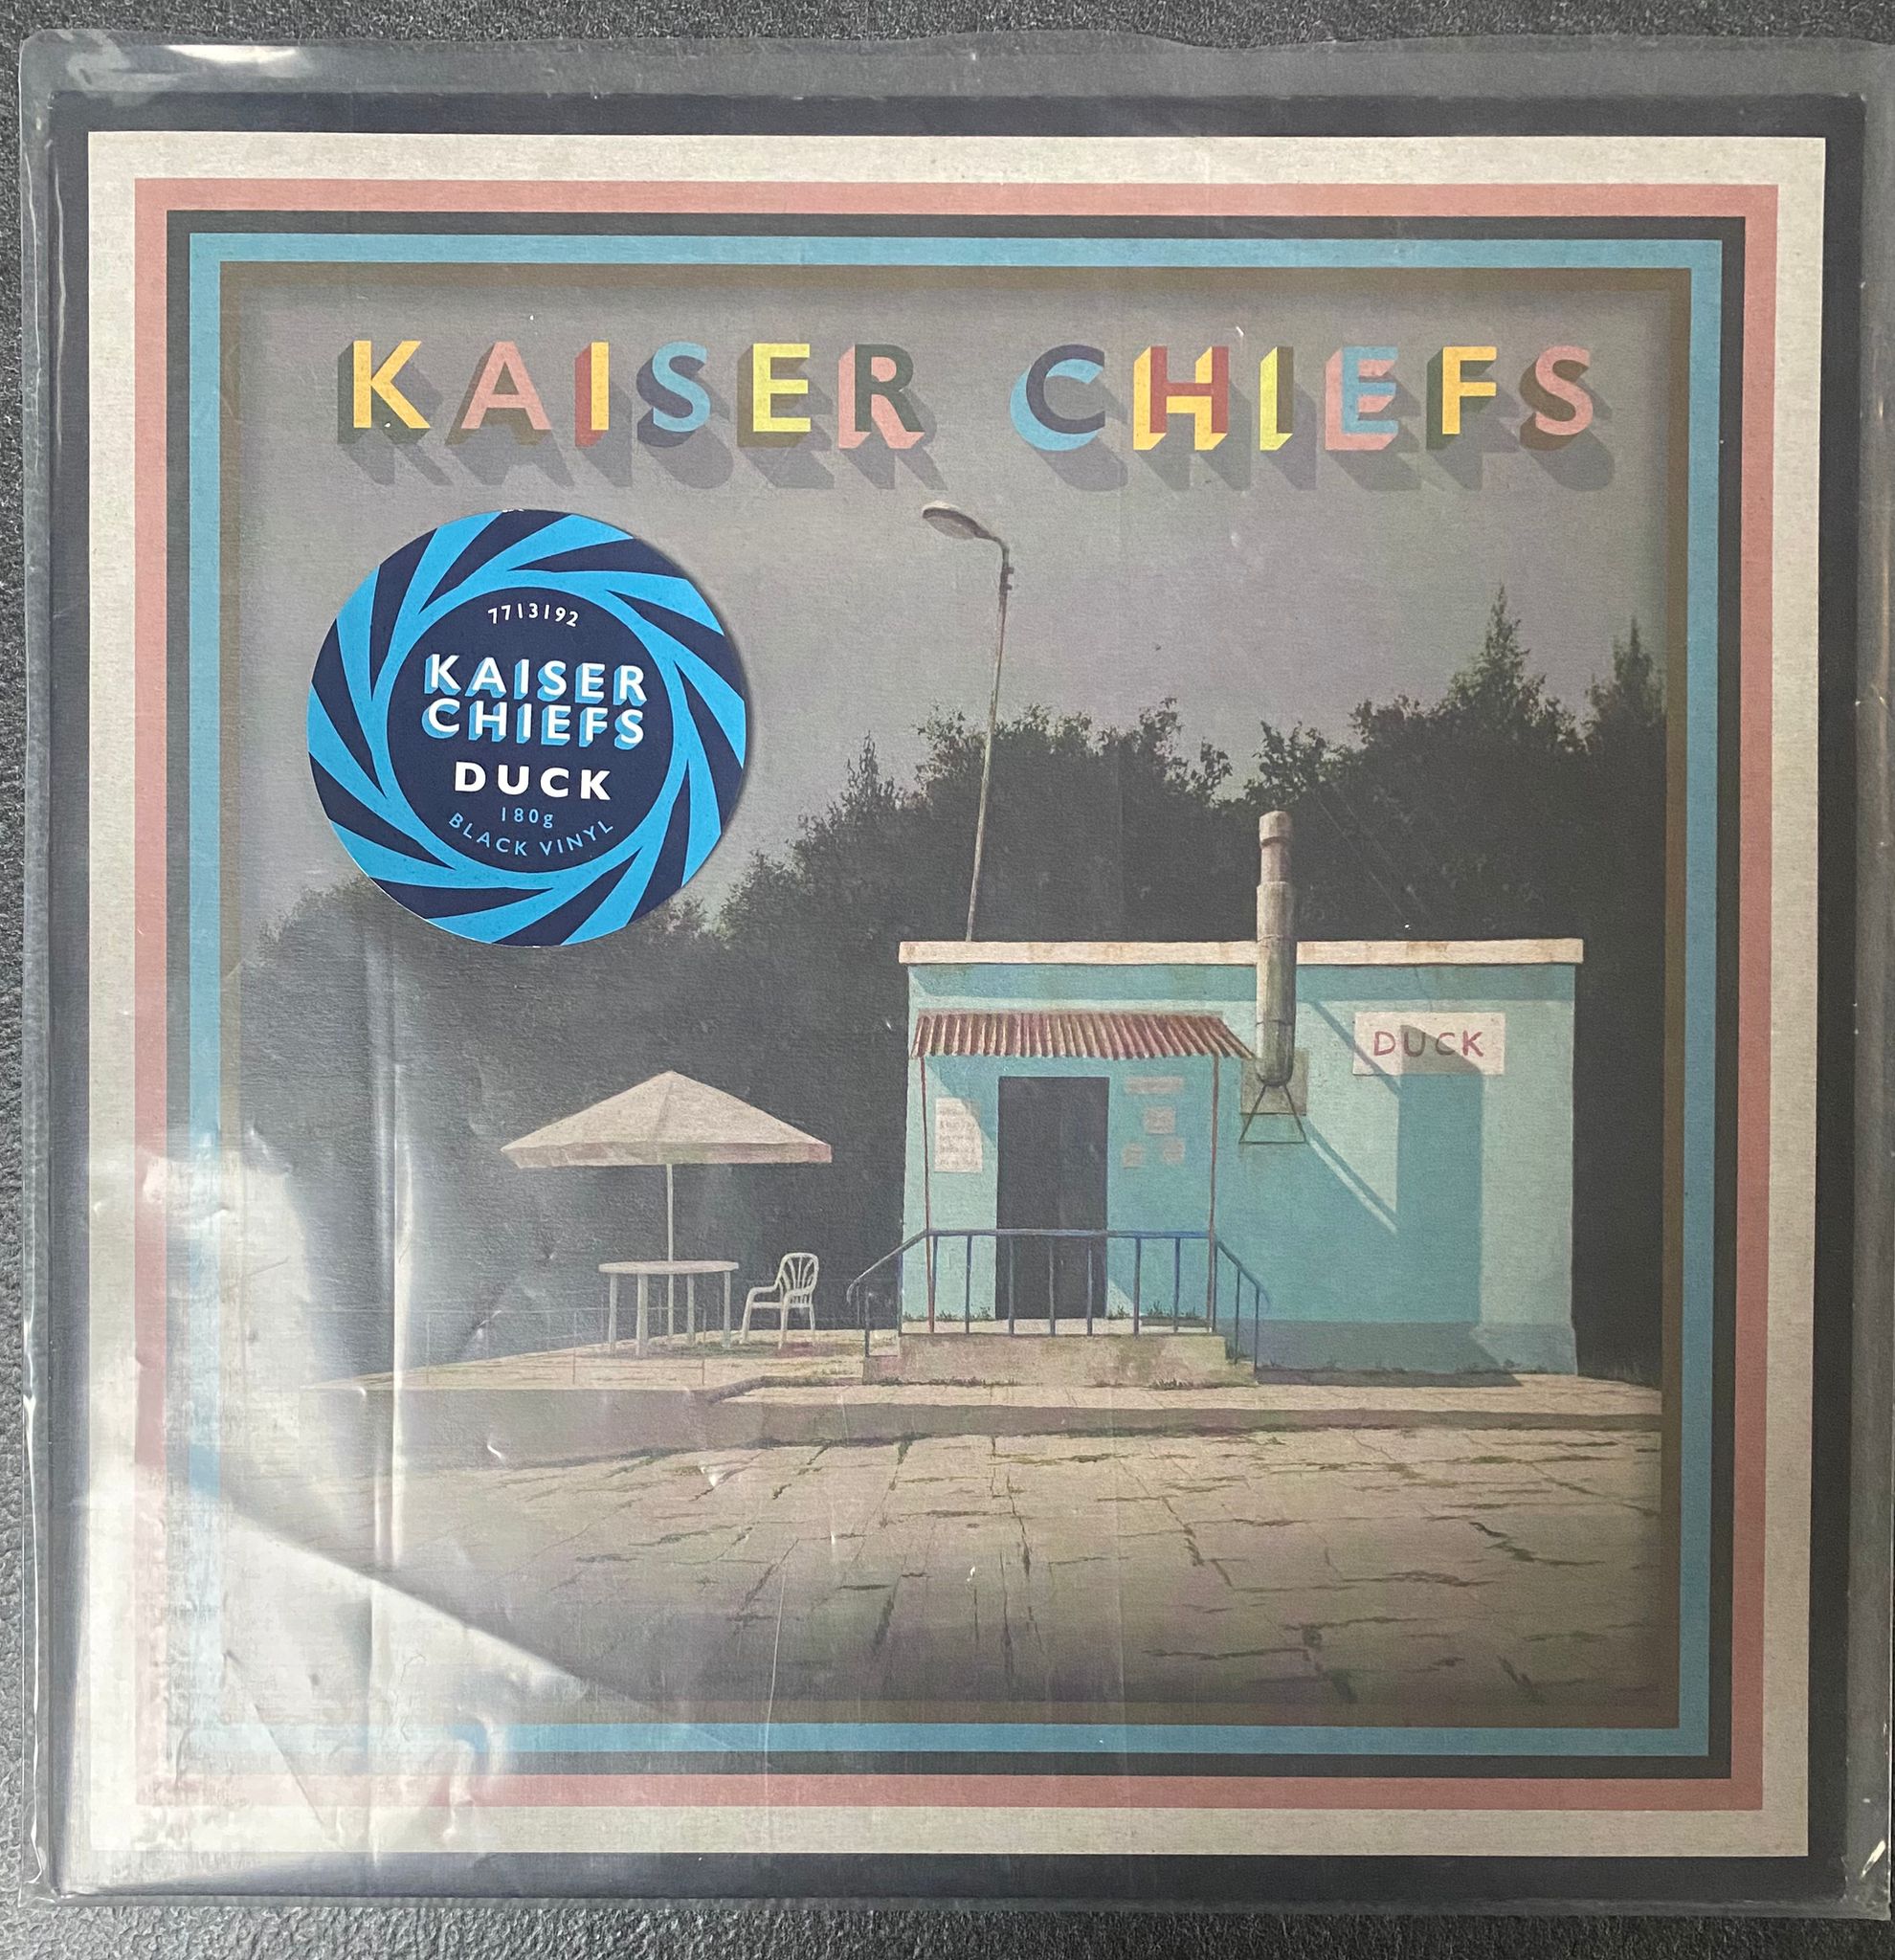 KAISER CHIEFS
7713192
KAISER
CHIEFS
DUCK
180g
BLACK VINYL
DUCK